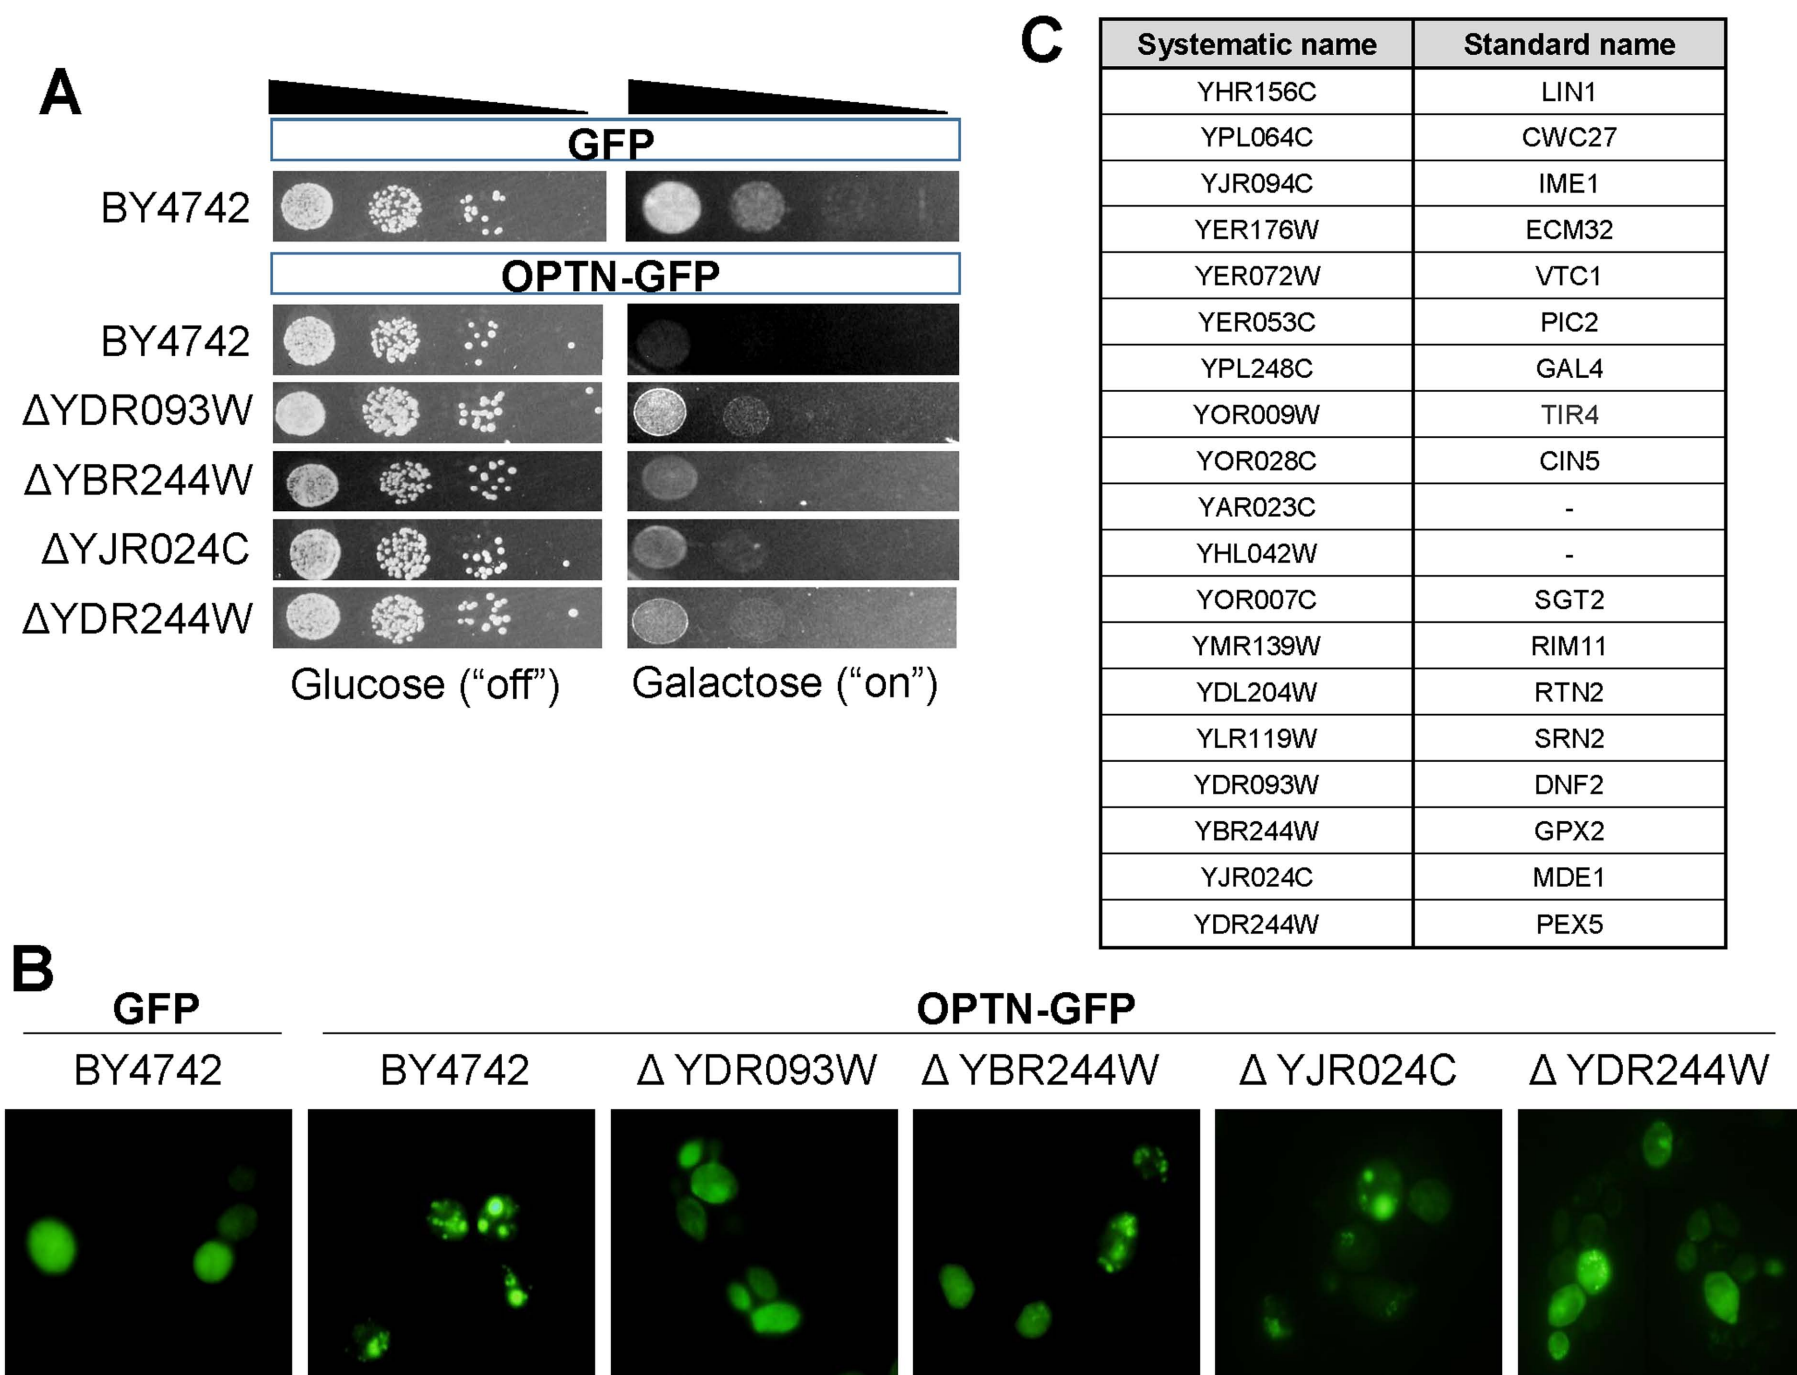 A
GFP
BY4742
OPTN-GFP
BY4742
ΔYDR093W
ΔYBR244W
ΔYJR024C
ΔYDR244W
Glucose (“off”) Galactose (“on”)
C
Systematic name Standard name
YHR156C LIN1
YPL064C CWC27
YJR094C IME1
YER176W ECM32
YER072W VTC1
YER053C PIC2
YPL248C GAL4
YOR009W TIR4
YOR028C CIN5
YAR023C -
YHL042W -
YOR007C SGT2
YMR139W RIM11
YDL204W RTN2
YLR119W SRN2
YDR093W DNF2
YBR244W GPX2
YJR024C MDE1
YDR244W PEX5
B
GFP OPTN-GFP
BY4742 BY4742 Δ YDR093W Δ YBR244W Δ YJR024C Δ YDR244W